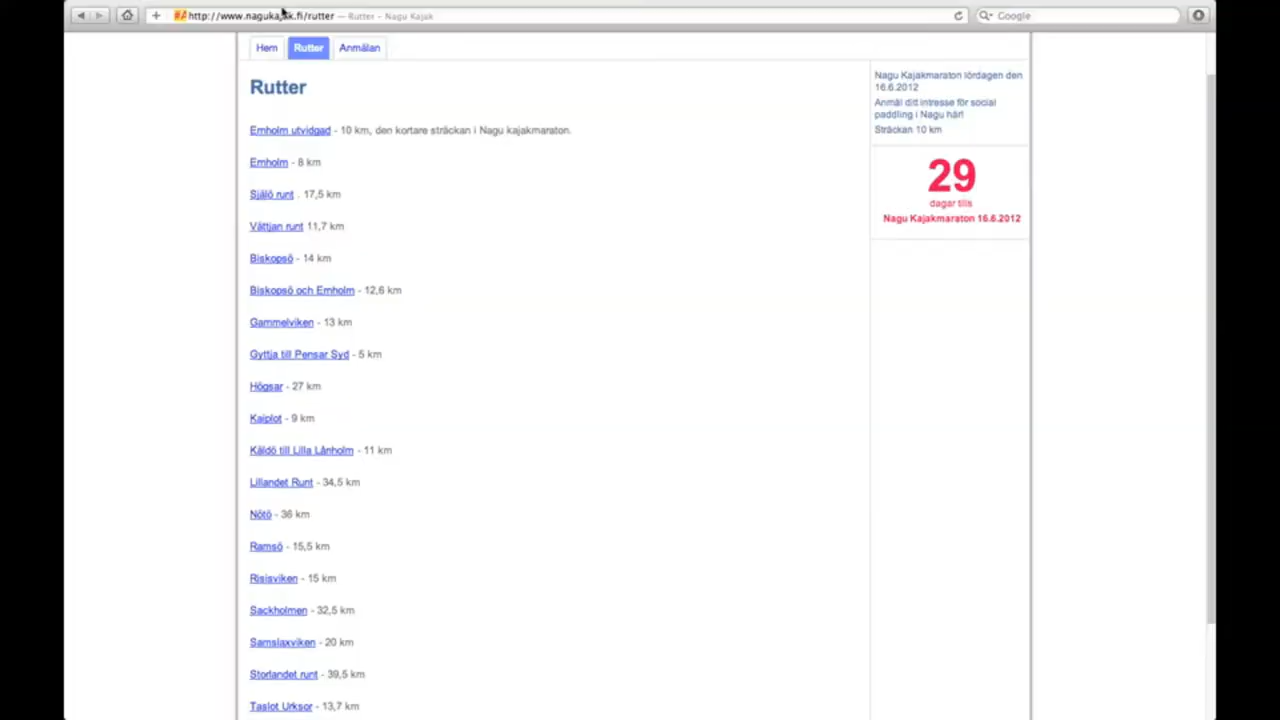 http://www.nagukajak.fi/rutter — Rutter – Nagu Kajak
Google
Hem Rutter Anmälan
Rutter
Ernholm utvidgad - 10 km, den kortare sträckan i Nagu kajakmaraton.
Ernholm - 8 km
Själö runt . 17,5 km
Våttjan runt 11,7 km
Biskopsö - 14 km
Biskopsö och Ernholm - 12,6 km
Gammelviken - 13 km
Gyttja till Pensar Syd - 5 km
Högsar - 27 km
Kaiplot - 9 km
Käldö till Lilla Lånholm - 11 km
Lillandet Runt - 34,5 km
Nötö - 36 km
Ramsö - 15,5 km
Risisviken - 15 km
Sackholmen - 32,5 km
Samslaxviken - 20 km
Storlandet runt - 39,5 km
Taslot Urksor - 13,7 km
Nagu Kajakmaraton lördagen den
16.6.2012
Anmäl ditt intresse för social
paddling i Nagu här!
Sträckan 10 km
29
dagar tills
Nagu Kajakmaraton 16.6.2012